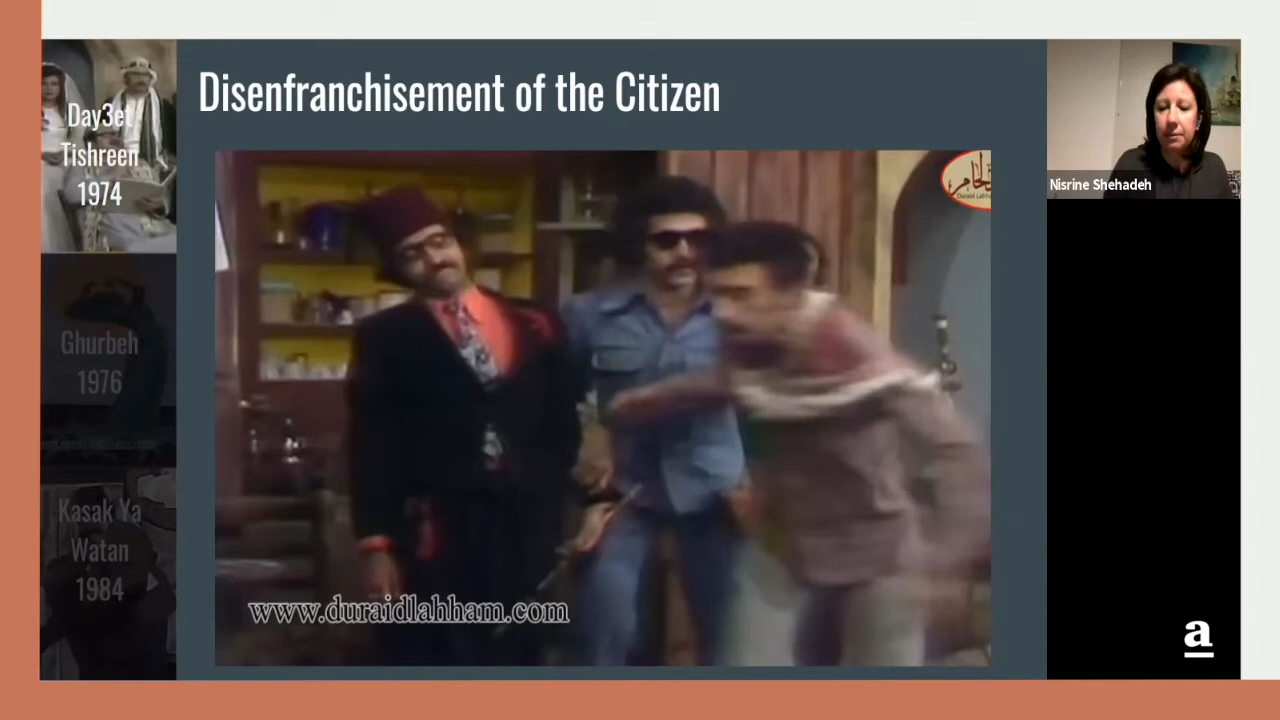 Disenfranchisement of the Citizen
Day3et
Tishreen
1974
Ghurbeh
1976
Kasak Ya
Watan
1984
Nisrine Shehadeh
www.duraidlahham.com
a